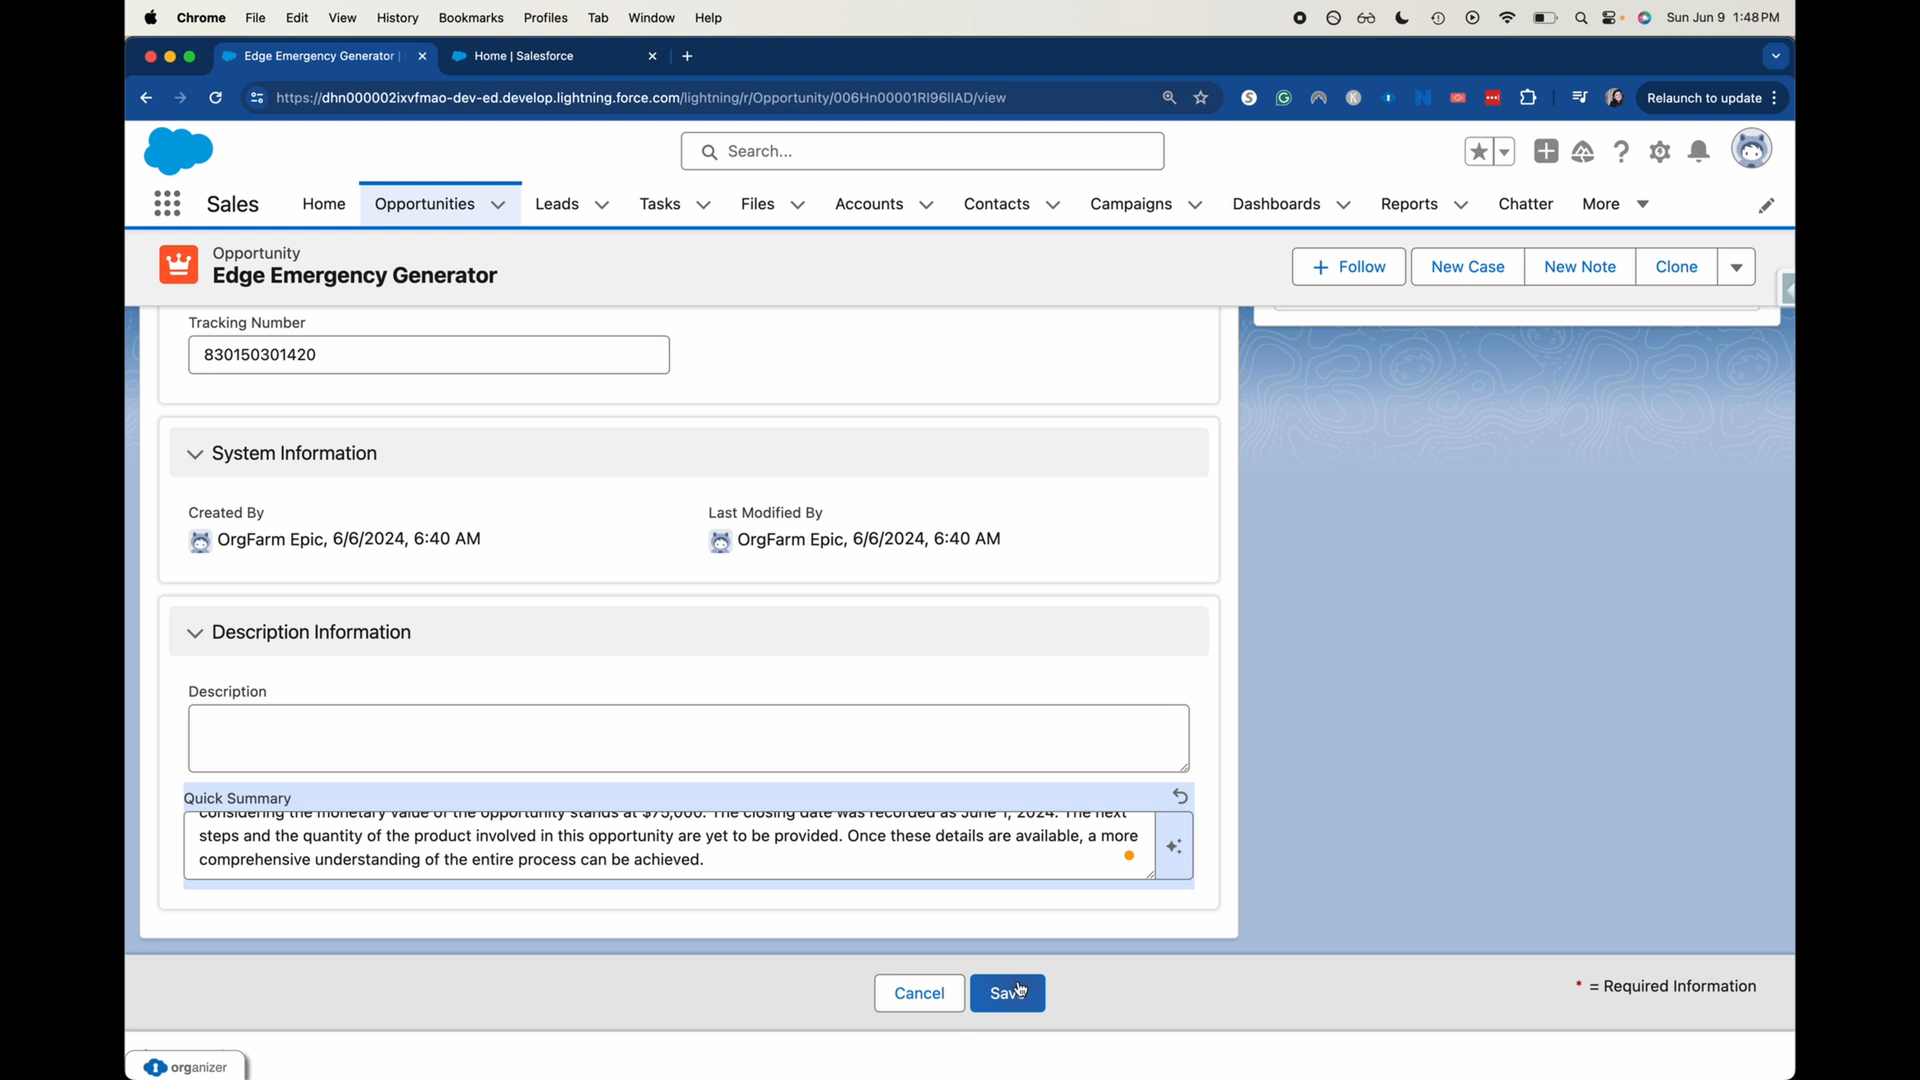 Chrome File Edit View History Bookmarks Profiles Tab Window Help Sun Jun 9 1:48 PM
Edge Emergency Generator | Home | Salesforce
https://dhn000002ixvfmao-dev-ed.develop.lightning.force.com/lightning/r/Opportunity/006Hn00001RI96IIAD/view Relaunch to update
Search...
Sales Home Opportunities Leads Tasks Files Accounts Contacts Campaigns Dashboards Reports Chatter More
Opportunity
Edge Emergency Generator
Follow New Case New Note Clone
Tracking Number
830150301420
System Information
Created By Last Modified By
OrgFarm Epic, 6/6/2024, 6:40 AM OrgFarm Epic, 6/6/2024, 6:40 AM
Description Information
Description
Quick Summary
considering the monetary value of the opportunity stands at $75,000. The closing date was recorded as June 1, 2024. The next
steps and the quantity of the product involved in this opportunity are yet to be provided. Once these details are available, a more
comprehensive understanding of the entire process can be achieved.
Cancel Save
* = Required Information
organizer